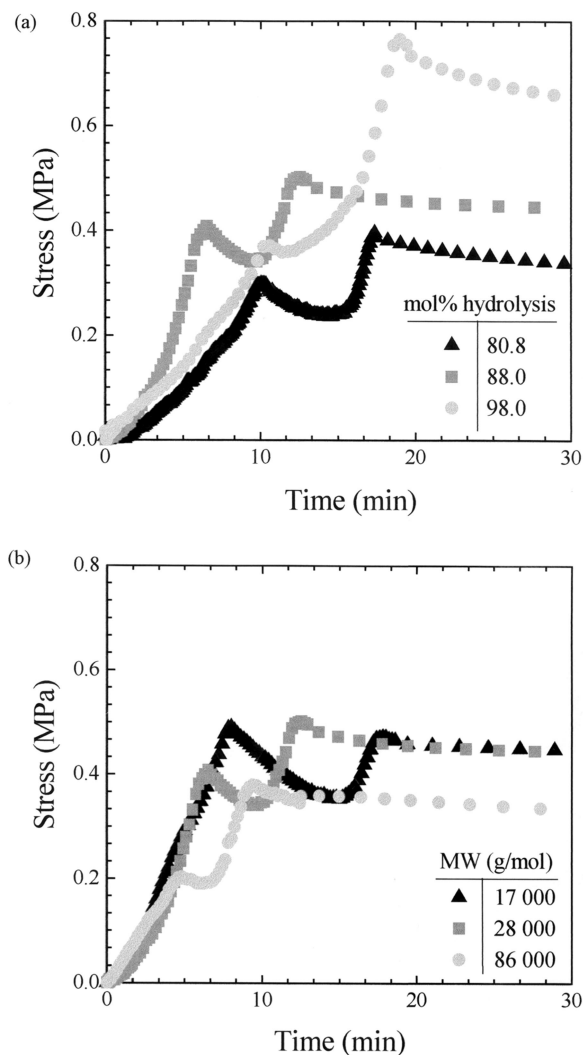 (a)
0.8
0.6
0.4
0.2
0.0
Stress (MPa)
mol% hydrolysis
80.8
88.0
98.0
0 10 20 30
Time (min)
(b)
0.8
0.6
0.4
0.2
0.0
Stress (MPa)
MW (g/mol)
17 000
28 000
86 000
0 10 20 30
Time (min)